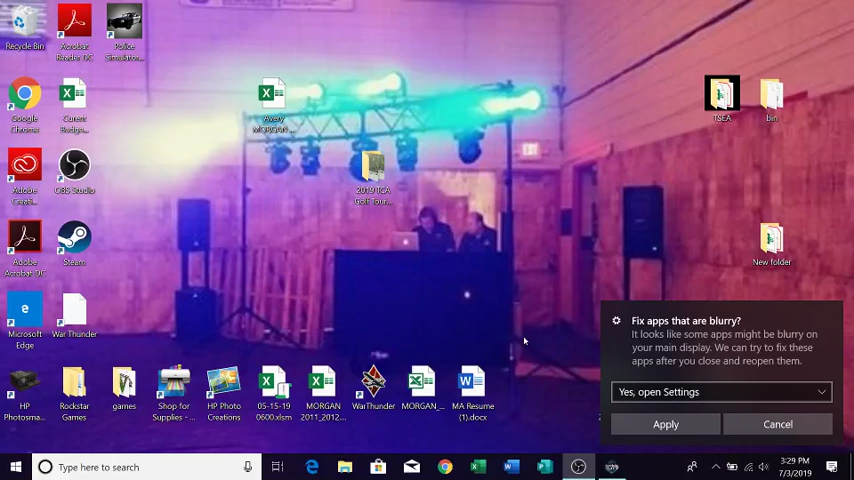 Recycle Bin
Acrobat
Reader DC
Police
Simulator...
Google
Chrome
Curent
Budge...
Avery
MORGAN...
TSEA
bin
Adobe
Creati...
OBS Studio
2019 TCA
Golf Tour...
Adobe
Acrobat DC
Steam
New folder
Microsoft
Edge
War Thunder
Fix apps that are blurry?
It looks like some apps might be blurry on
your main display. We can try to fix these
apps after you close and reopen them.
Yes, open Settings
Apply
Cancel
HP
Photosma...
Rockstar
Games
games
Shop for
Supplies - ...
HP Photo
Creations
05-15-19
0600.xlsm
MORGAN
2011_2012...
WarThunder
MORGAN_...
MA Resume
(1).docx
Type here to search
3:29 PM
7/3/2019